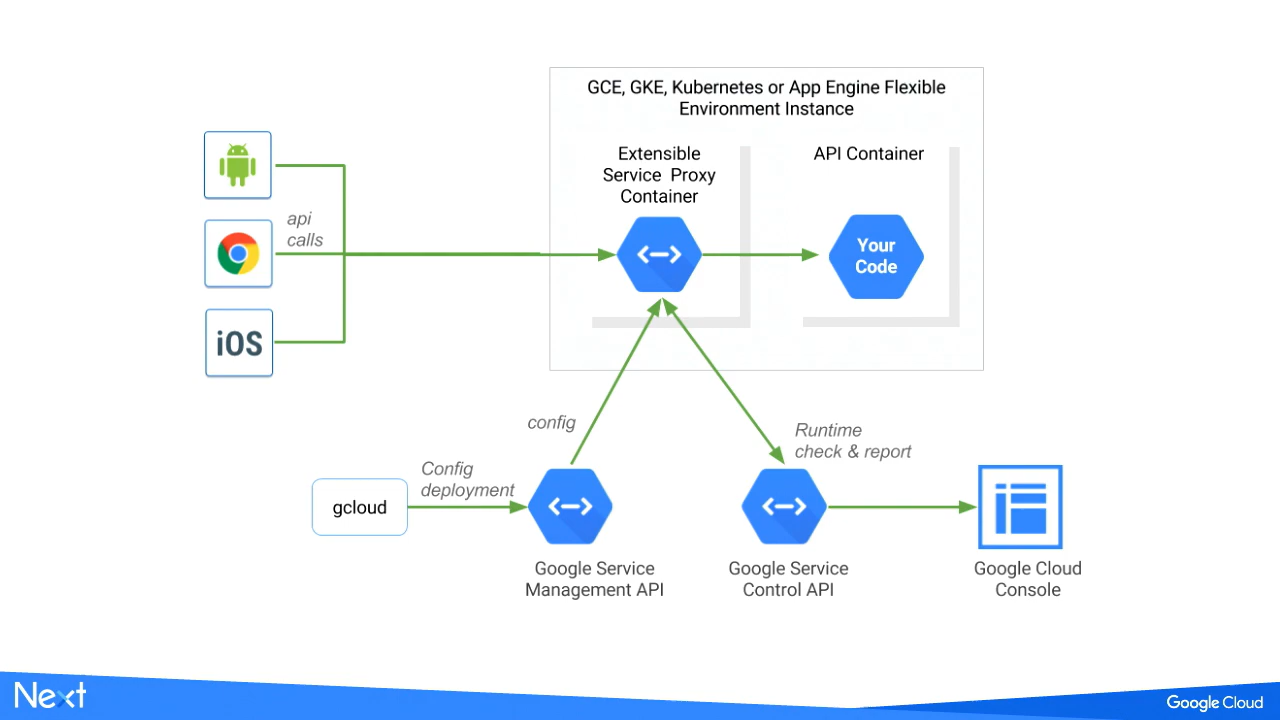 GCE, GKE, Kubernetes or App Engine Flexible
Environment Instance
Extensible
Service Proxy
Container
API Container
api
calls
Your
Code
iOS
config
Runtime
check & report
Config
deployment
gcloud
Google Service
Management API
Google Service
Control API
Google Cloud
Console
Next
Google Cloud